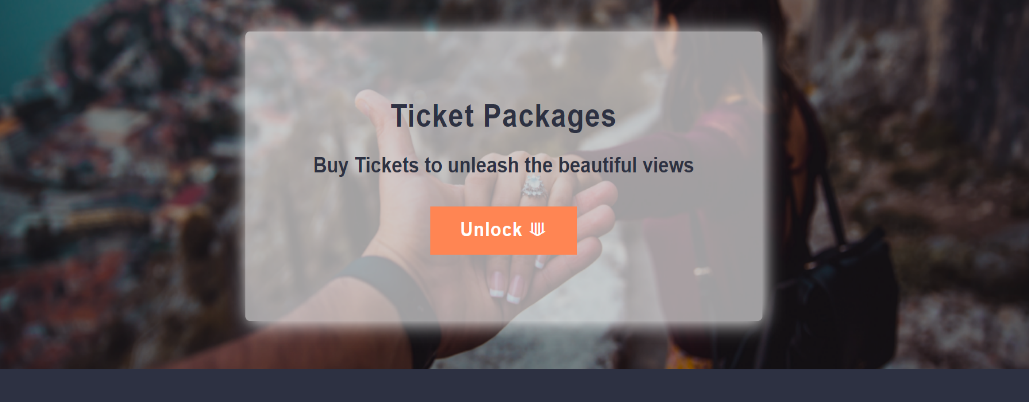 Ticket Packages
Buy Tickets to unleash the beautiful views
Unlock ⟱